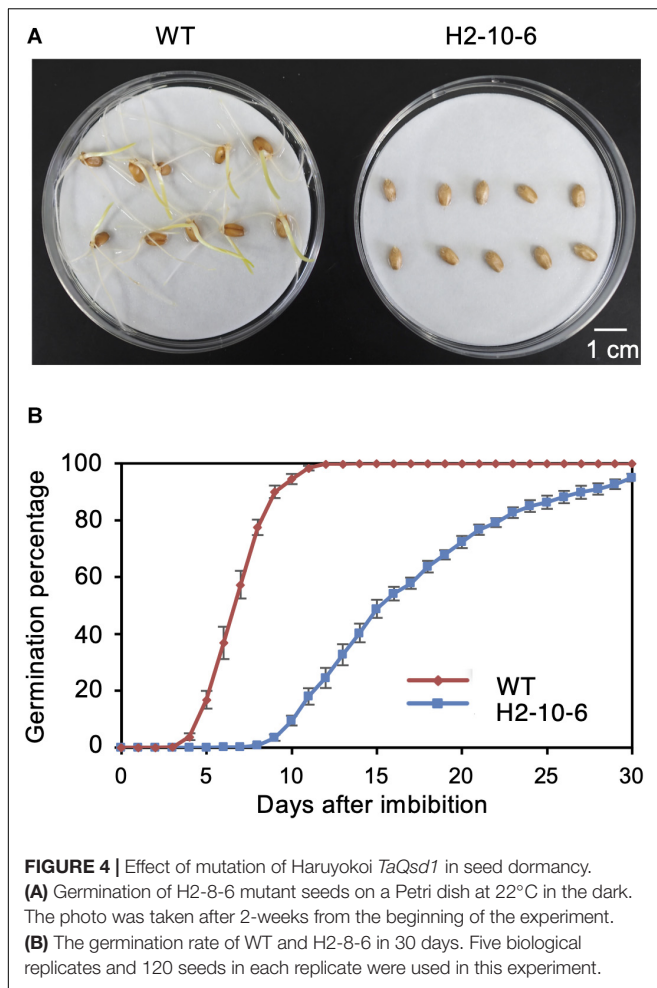 A
WT
H2-10-6
1 cm
B
Germination percentage
100
80
60
40
20
0
WT
H2-10-6
0 5 10 15 20 25 30
Days after imbibition
FIGURE 4 | Effect of mutation of Haruyokoi TaQsd1 in seed dormancy.
(A) Germination of H2-8-6 mutant seeds on a Petri dish at 22°C in the dark.
The photo was taken after 2-weeks from the beginning of the experiment.
(B) The germination rate of WT and H2-8-6 in 30 days. Five biological
replicates and 120 seeds in each replicate were used in this experiment.